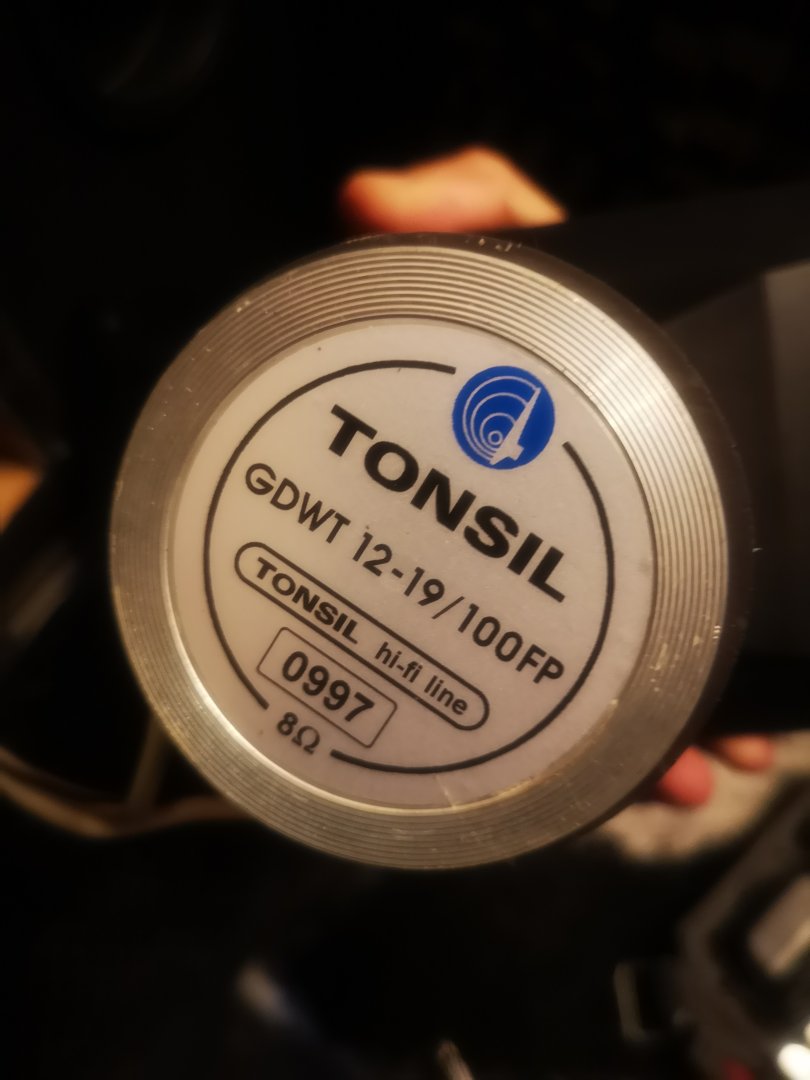 TONSIL
GDWT 12-19/100FP
TONSIL hi-fi line
0997
8Ω